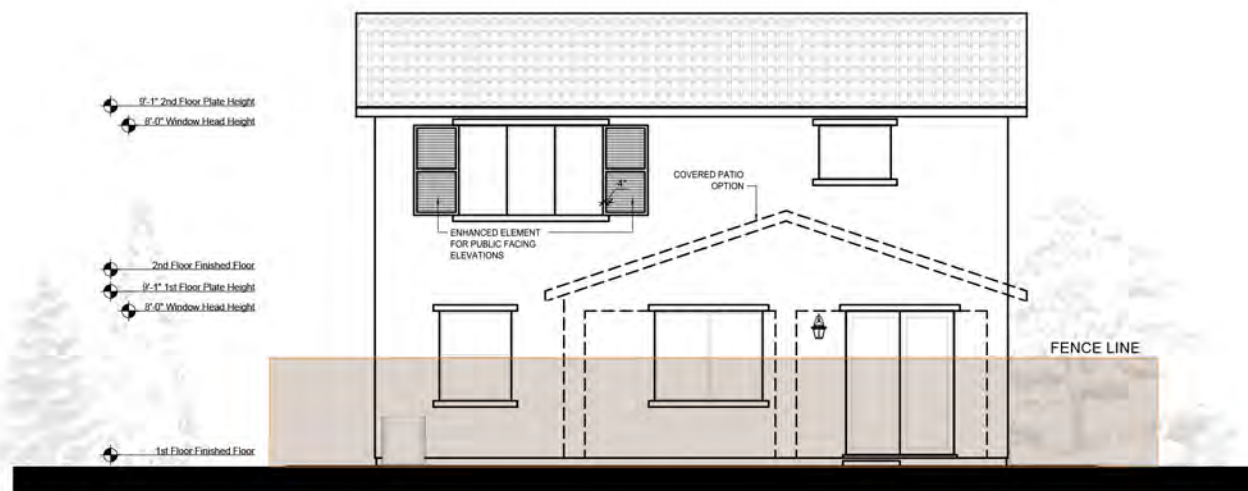 9'-1" 2nd Floor Plate Height
8'-0" Window Head Height
COVERED PATIO
OPTION
4"
ENHANCED ELEMENT
FOR PUBLIC FACING
ELEVATIONS
2nd Floor Finished Floor
9'-1" 1st Floor Plate Height
8'-0" Window Head Height
FENCE LINE
1st Floor Finished Floor